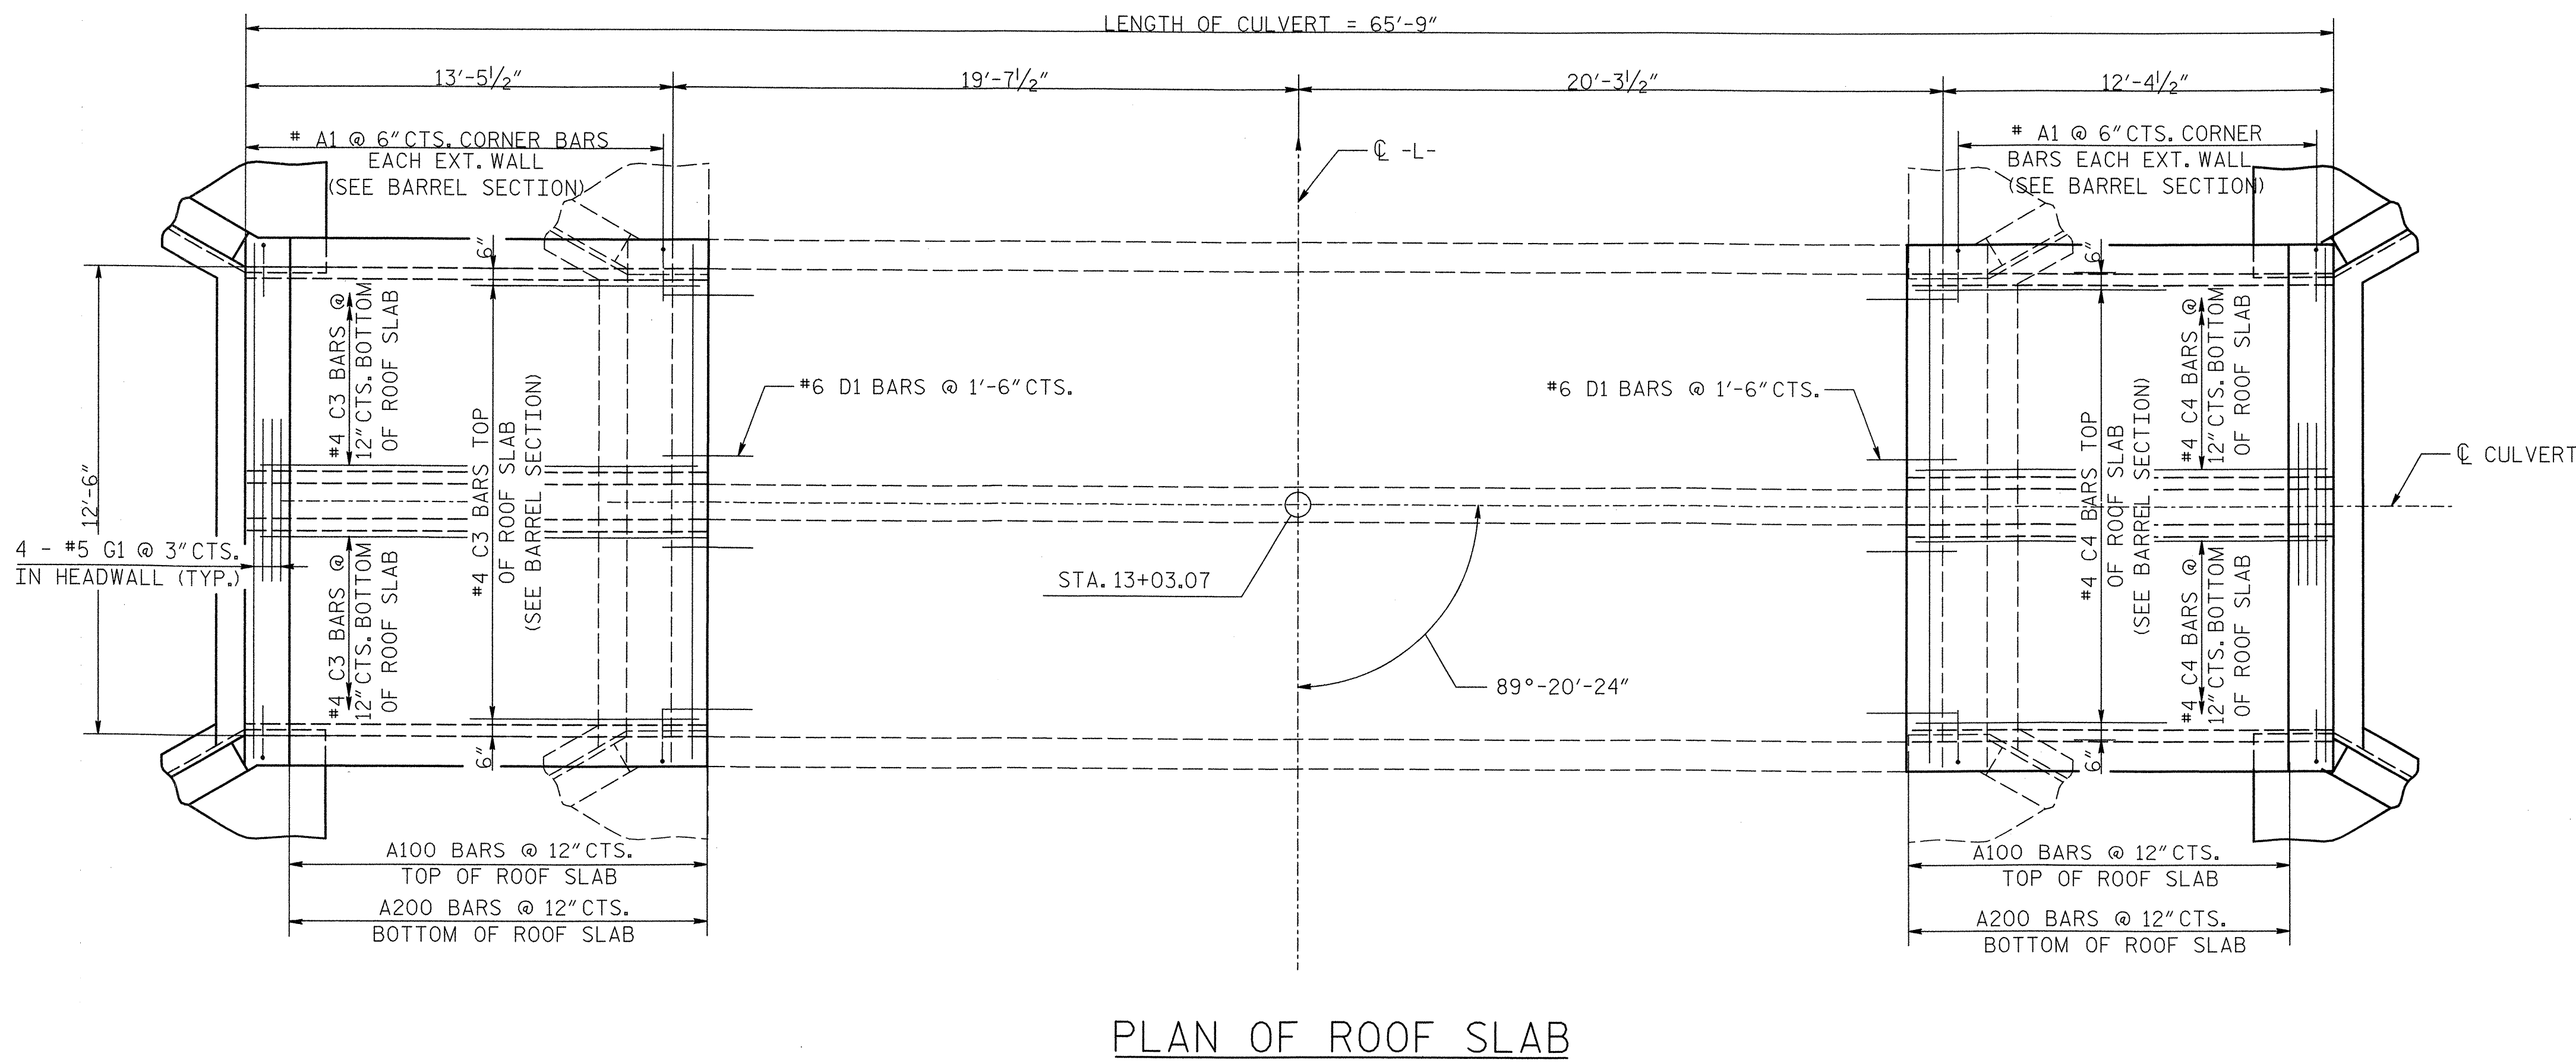 LENGTH OF CULVERT = 65'-9"
13'-5 1/2"
19'-7 1/2"
20'-3 1/2"
12'-4 1/2"
# A1 @ 6" CTS. CORNER BARS
EACH EXT. WALL
(SEE BARREL SECTION)
℄ -L-
# A1 @ 6" CTS. CORNER
BARS EACH EXT. WALL
(SEE BARREL SECTION)
6"
6"
#4 C3 BARS @
12" CTS. BOTTOM
OF ROOF SLAB
#4 C3 BARS TOP
OF ROOF SLAB
(SEE BARREL SECTION)
#6 D1 BARS @ 1'-6" CTS.
#6 D1 BARS @ 1'-6" CTS.
#4 C4 BARS TOP
OF ROOF SLAB
(SEE BARREL SECTION)
#4 C4 BARS @
12" CTS. BOTTOM
OF ROOF SLAB
℄ CULVERT
12'-6"
4 - #5 G1 @ 3" CTS.
IN HEADWALL (TYP.)
#4 C3 BARS @
12" CTS. BOTTOM
OF ROOF SLAB
STA. 13+03.07
89°-20'-24"
#4 C4 BARS @
12" CTS. BOTTOM
OF ROOF SLAB
6"
6"
A100 BARS @ 12" CTS.
TOP OF ROOF SLAB
A200 BARS @ 12" CTS.
BOTTOM OF ROOF SLAB
A100 BARS @ 12" CTS.
TOP OF ROOF SLAB
A200 BARS @ 12" CTS.
BOTTOM OF ROOF SLAB
PLAN OF ROOF SLAB